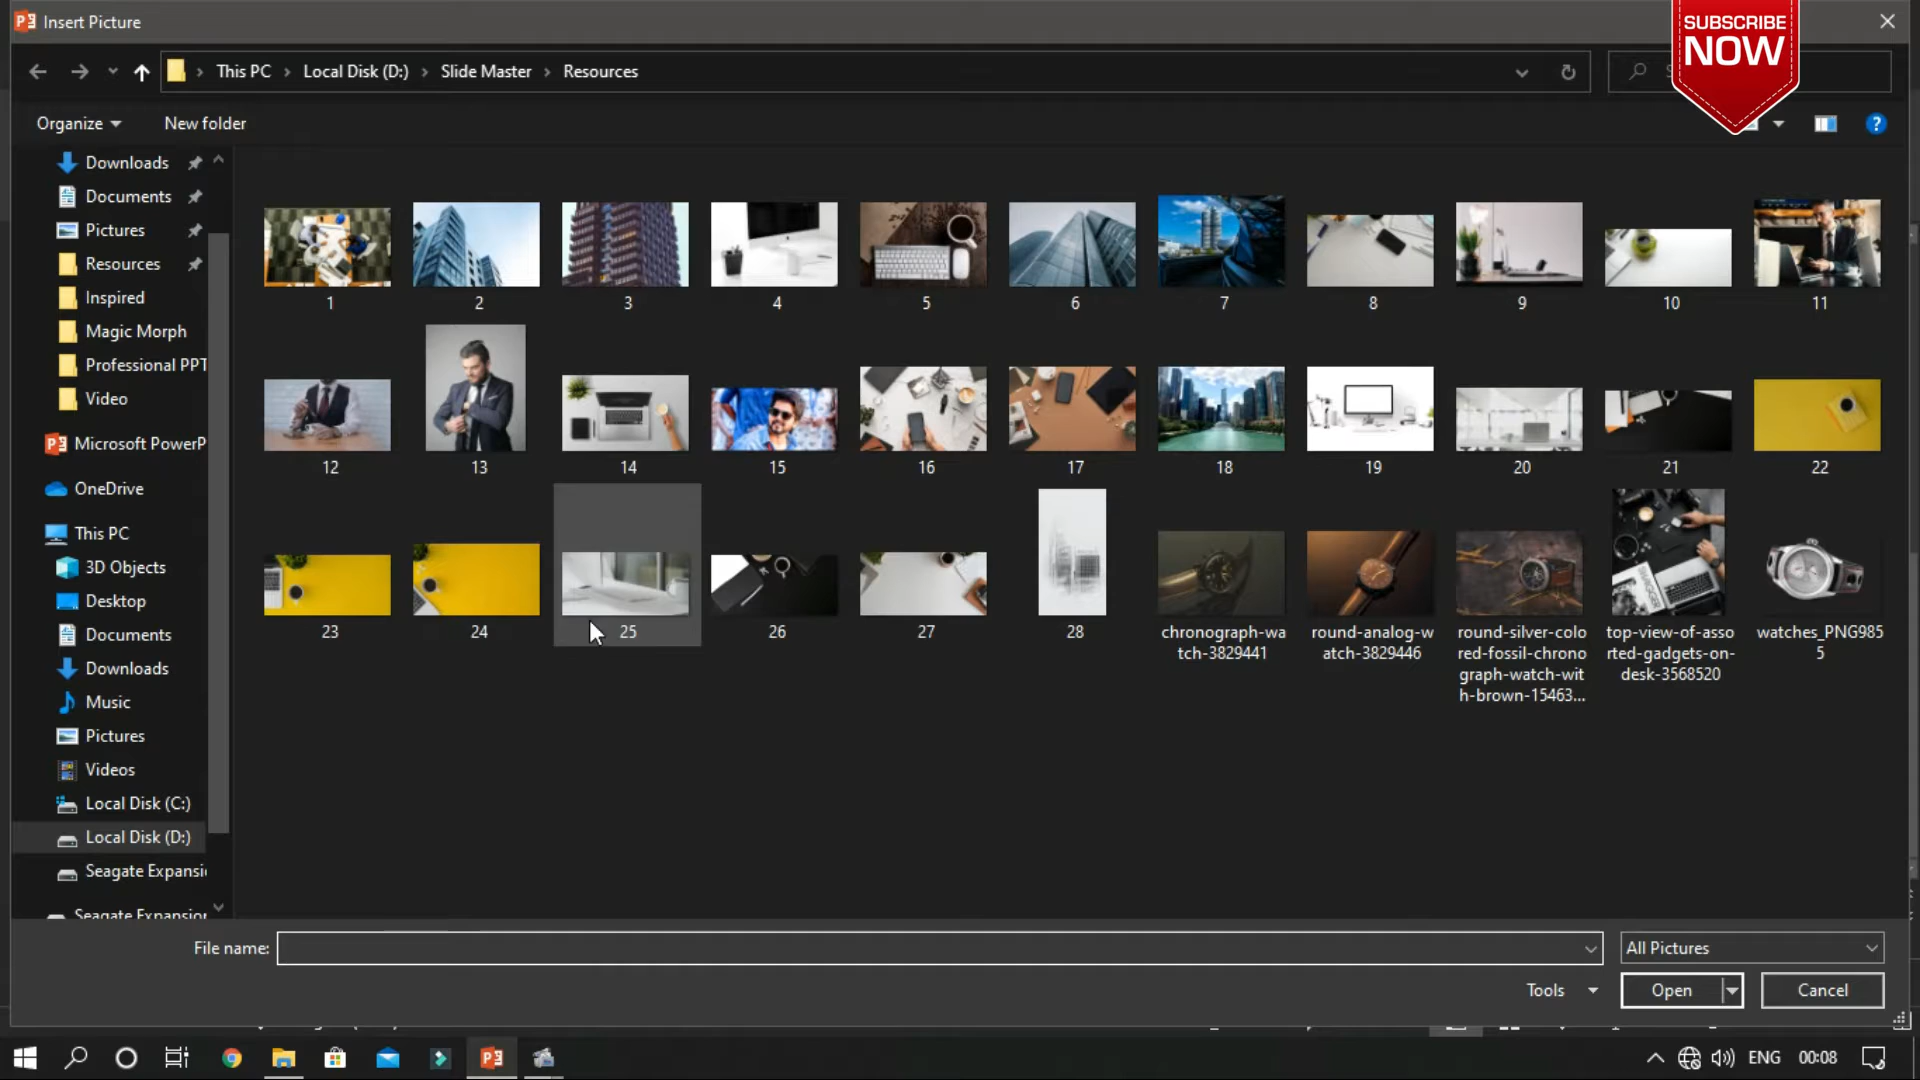 Insert Picture
SUBSCRIBE
NOW
This PC
Local Disk (D:)
Slide Master
Resources
Organize
New folder
Downloads
Documents
Pictures
Resources
Inspired
Magic Morph
Professional PPT
Video
Microsoft PowerP
OneDrive
This PC
3D Objects
Desktop
Documents
Downloads
Music
Pictures
Videos
Local Disk (C:)
Local Disk (D:)
Seagate Expansi
Seagate Expansion
1 2 3 4 5 6 7 8 9 10 11
12 13 14 15 16 17 18 19 20 21 22
23 24 25 26 27 28
chronograph-wa
tch-3829441
round-analog-w
atch-3829446
round-silver-colo
red-fossil-chrono
graph-watch-wit
h-brown-15463...
top-view-of-asso
rted-gadgets-on-
desk-3568520
watches_PNG985
5
File name:
All Pictures
Tools
Open
Cancel
ENG
00:08